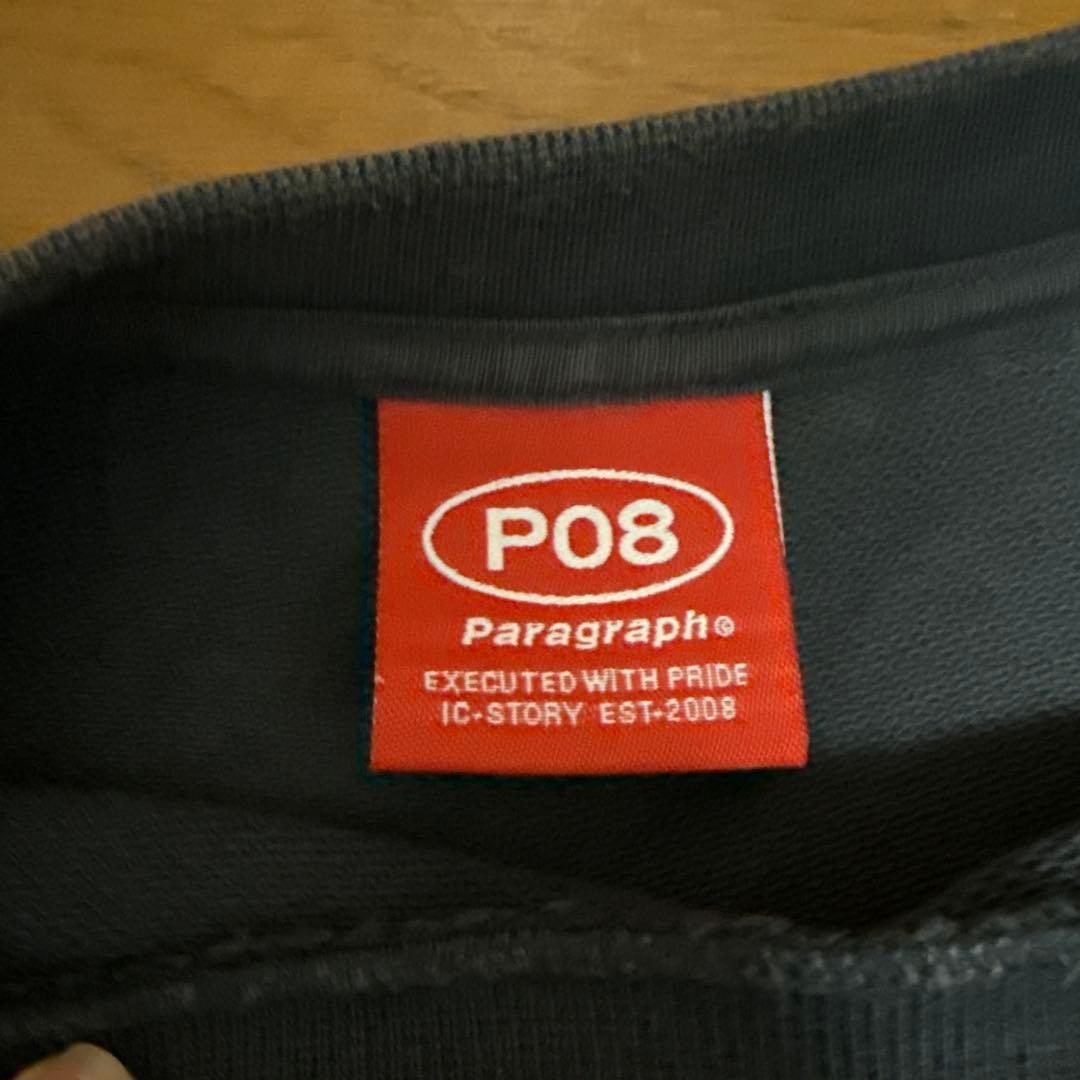 P08
Paragraph©
EXECUTED WITH PRIDE
IC-STORY EST-2008